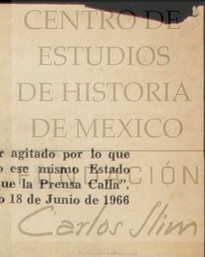 CENTRO DE
ESTUDIOS
DE HISTORIA
DE MEXICO
r agitado por lo que
o ese mismo Estado
que la Prensa Calla".
o 18 de Junio de 1966
FUNDACIÓN
Carlos Slim